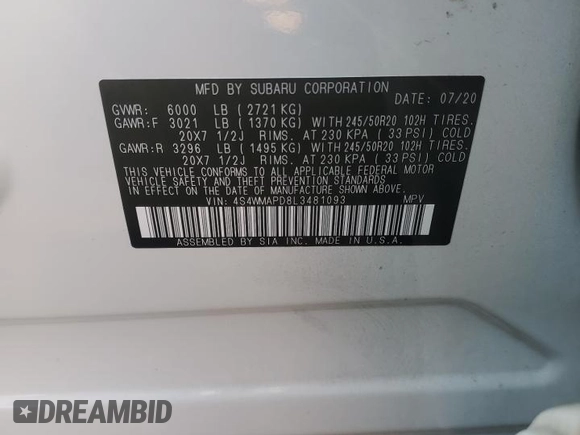 MFD BY SUBARU CORPORATION
DATE: 07/20
GVWR: 6000 LB ( 2721 KG)
GAWR:F 3021 LB ( 1370 KG) WITH 245/50R20 102H TIRES.
20X7 1/2J RIMS. AT 230 KPA ( 33 PSI) COLD
GAWR:R 3296 LB ( 1495 KG) WITH 245/50R20 102H TIRES.
20X7 1/2J RIMS. AT 230 KPA ( 33 PSI) COLD
THIS VEHICLE CONFORMS TO ALL APPLICABLE FEDERAL MOTOR
VEHICLE SAFETY STANDARDS IN EFFECT ON THE DATE OF
MANUFACTURE SHOWN ABOVE.
VIN: 4S4WMAPD8L3481093 MPV
ASSEMBLED BY SIA INC. MADE IN U.S.A.
DREAMBID